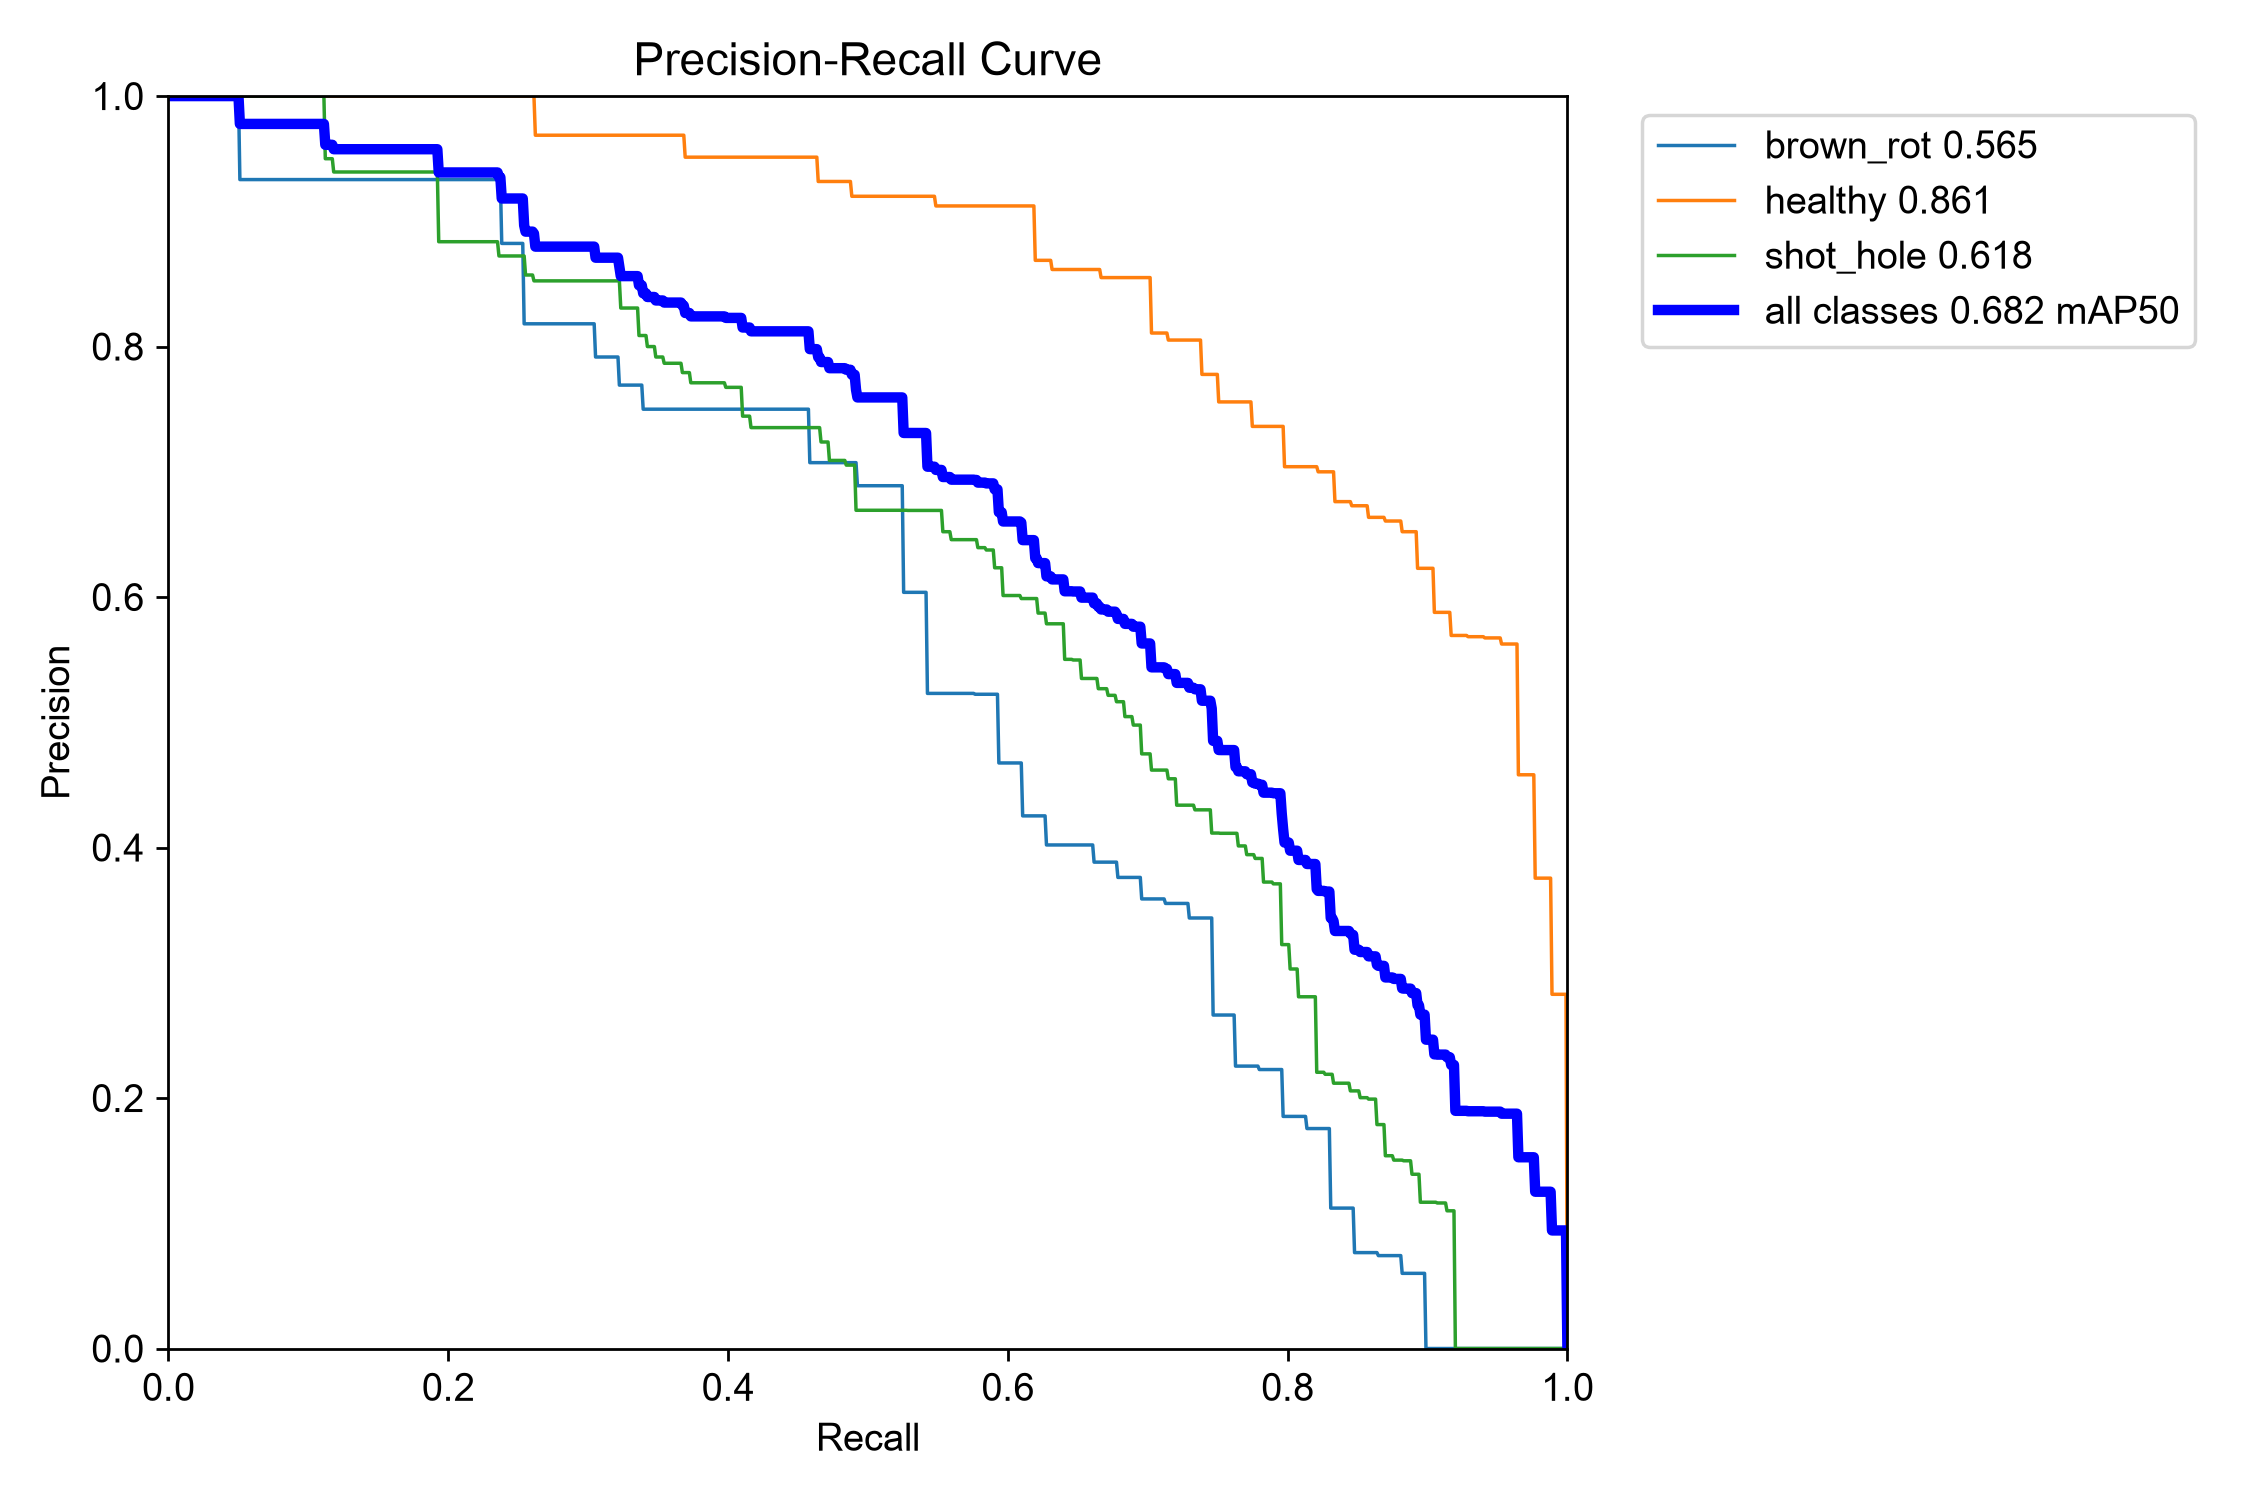 Precision-Recall Curve
1.0
0.8
0.6
0.4
0.2
0.0
Precision
0.0 0.2 0.4 0.6 0.8 1.0
Recall
brown_rot 0.565
healthy 0.861
shot_hole 0.618
all classes 0.682 mAP50